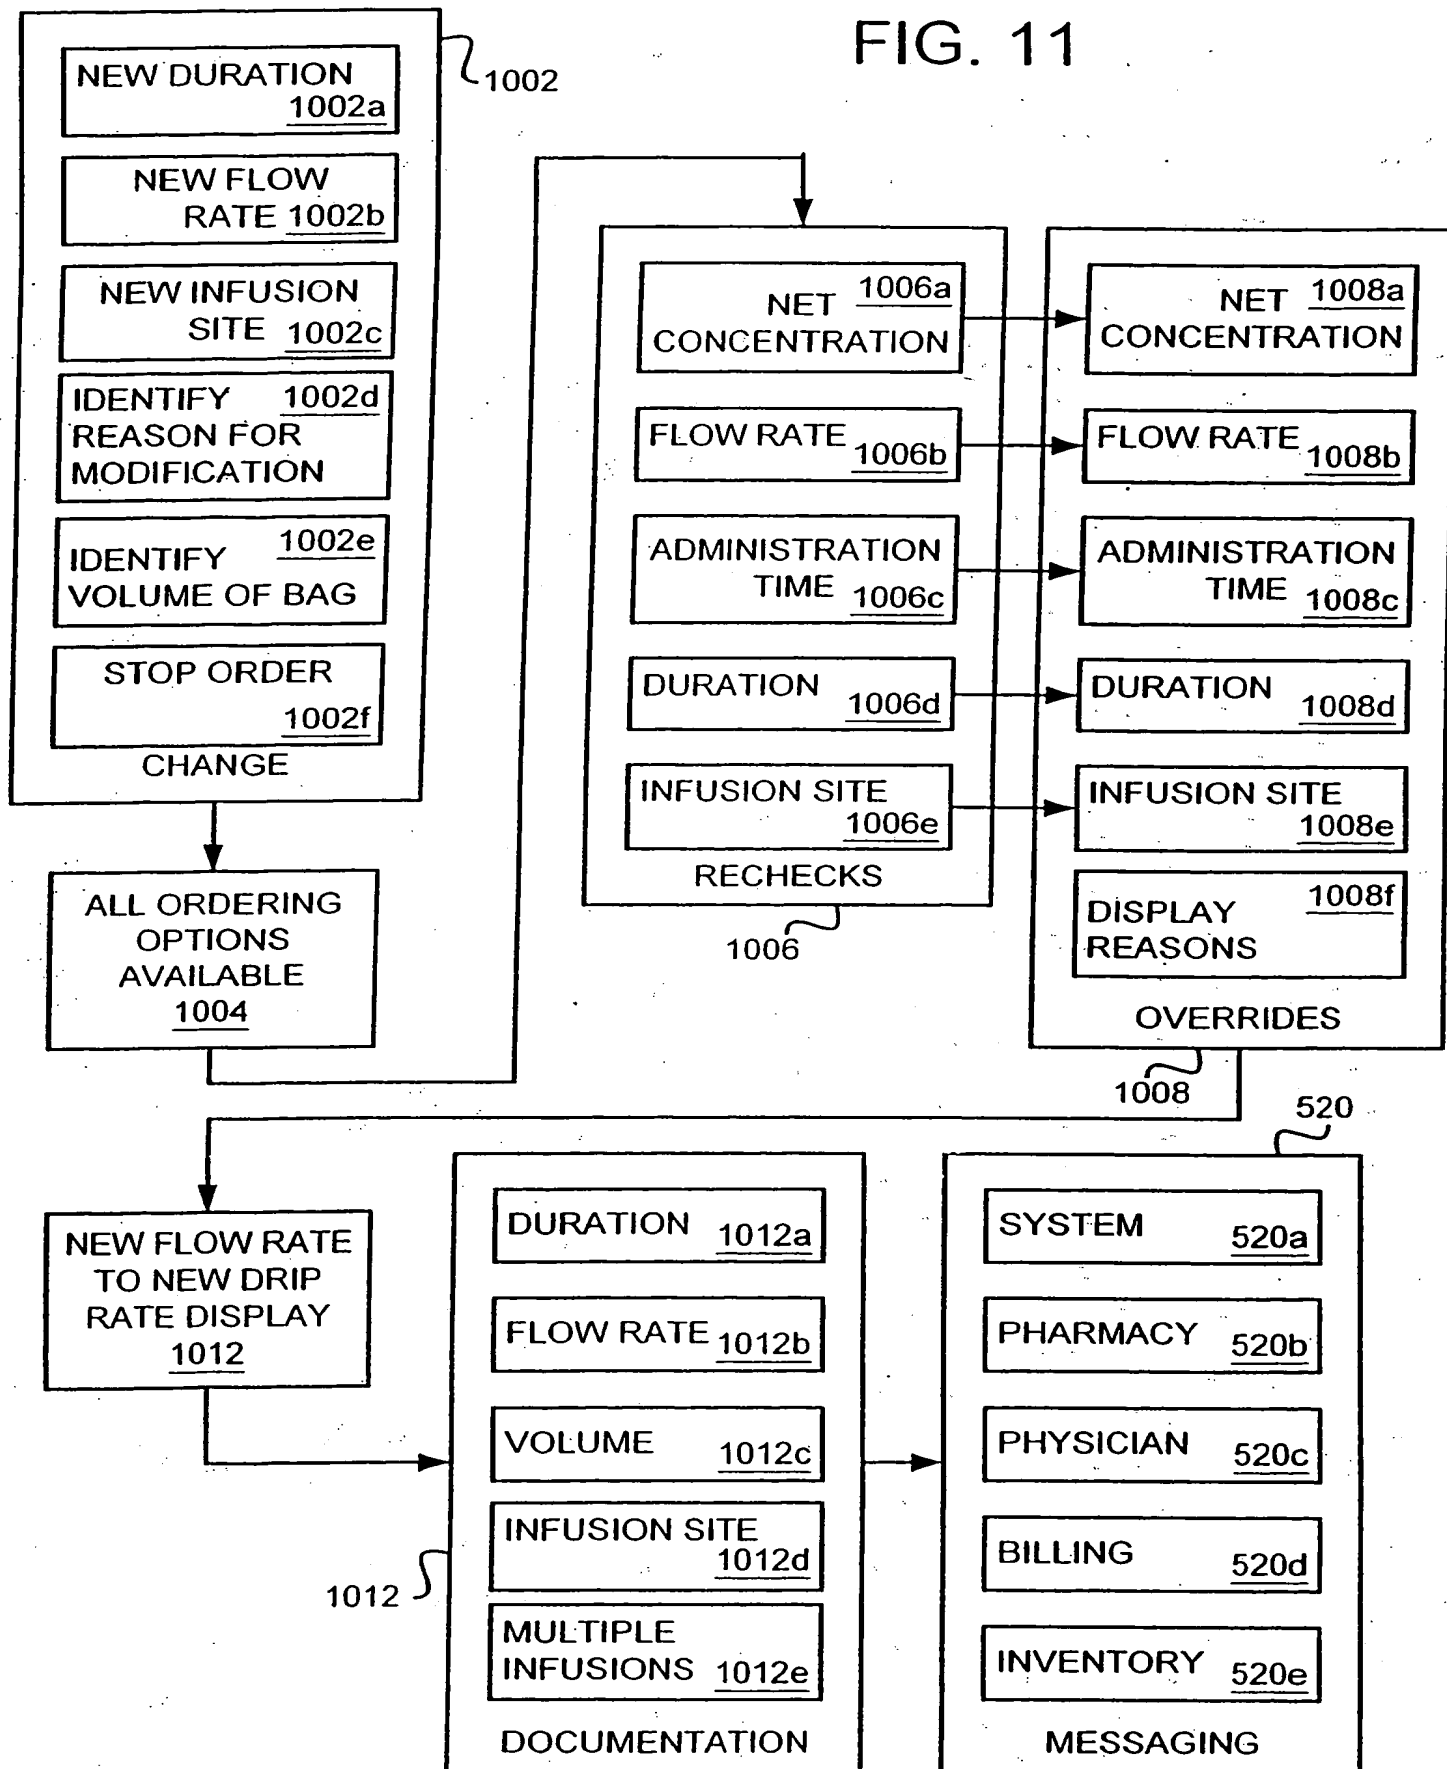 FIG. 11
1002
NEW DURATION
1002a
NEW FLOW
RATE 1002b
NEW INFUSION
SITE 1002c
IDENTIFY 1002d
REASON FOR
MODIFICATION
1002e
IDENTIFY
VOLUME OF BAG
STOP ORDER
1002f
CHANGE
ALL ORDERING
OPTIONS
AVAILABLE
1004
NET 1006a
CONCENTRATION
FLOW RATE 1006b
ADMINISTRATION
TIME 1006c
DURATION 1006d
INFUSION SITE
1006e
RECHECKS
1006
NET 1008a
CONCENTRATION
FLOW RATE 1008b
ADMINISTRATION
TIME 1008c
DURATION 1008d
INFUSION SITE
1008e
1008f
DISPLAY
REASONS
OVERRIDES
1008
NEW FLOW RATE
TO NEW DRIP
RATE DISPLAY
1012
DURATION 1012a
FLOW RATE 1012b
VOLUME 1012c
INFUSION SITE
1012d
MULTIPLE
INFUSIONS 1012e
DOCUMENTATION
1012
520
SYSTEM 520a
PHARMACY 520b
PHYSICIAN 520c
BILLING 520d
INVENTORY 520e
MESSAGING